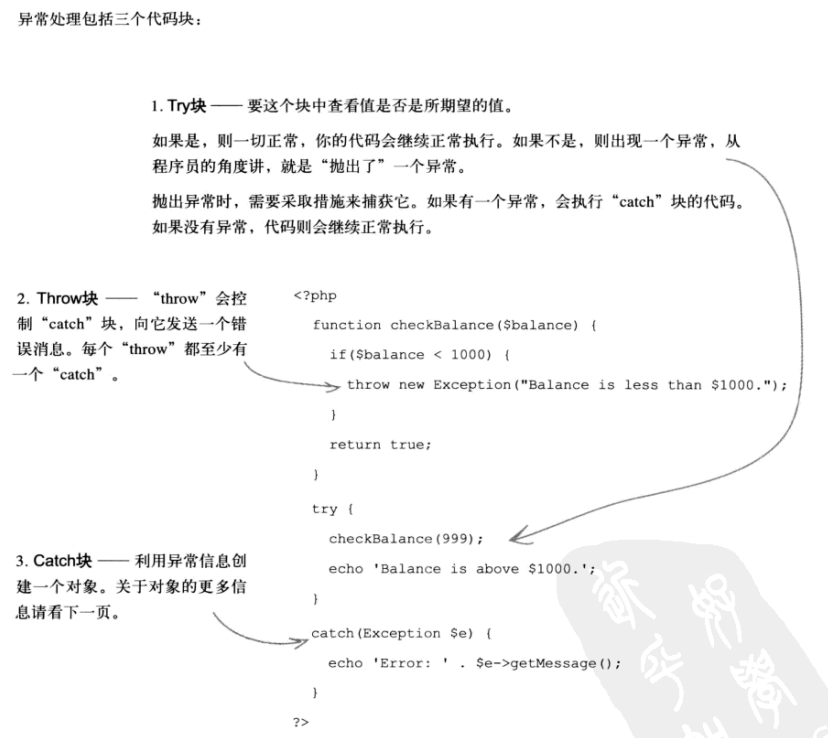 异常处理包括三个代码块：
1. Try块 —— 要这个块中查看值是否是所期望的值。
如果是，则一切正常，你的代码会继续正常执行。如果不是，则出现一个异常，从
程序员的角度讲，就是“抛出了”一个异常。
抛出异常时，需要采取措施来捕获它。如果有一个异常，会执行“catch”块的代码。
如果没有异常，代码则会继续正常执行。
2. Throw块 —— “throw”会控
制“catch”块，向它发送一个错
误消息。每个“throw”都至少有
一个“catch”。
<?php
function checkBalance($balance) {
if($balance < 1000) {
throw new Exception("Balance is less than $1000.");
}
return true;
}
try {
checkBalance(999);
echo 'Balance is above $1000.';
}
3. Catch块 —— 利用异常信息创
建一个对象。关于对象的更多信
息请看下一页。
catch(Exception $e) {
echo 'Error: ' . $e->getMessage();
}
?>